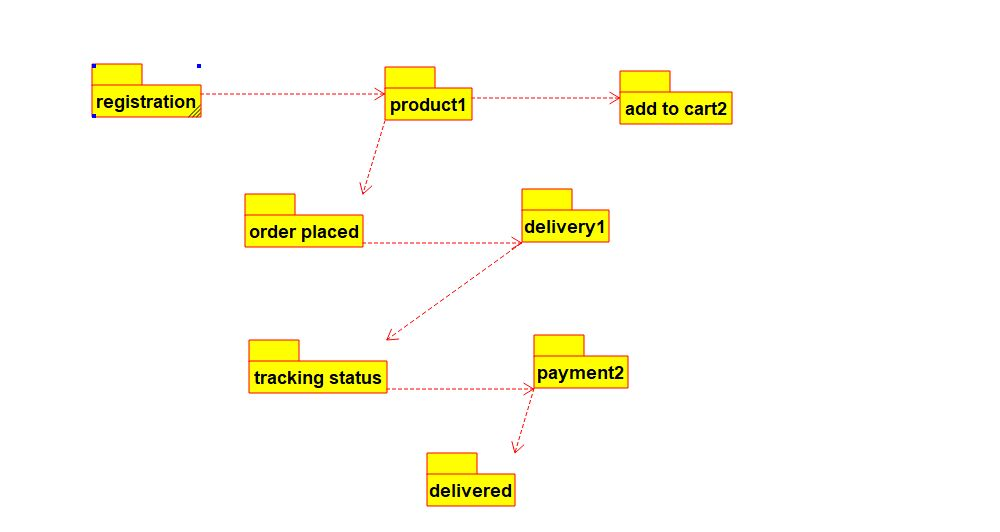 registration
product1
add to cart2
order placed
delivery1
tracking status
payment2
delivered